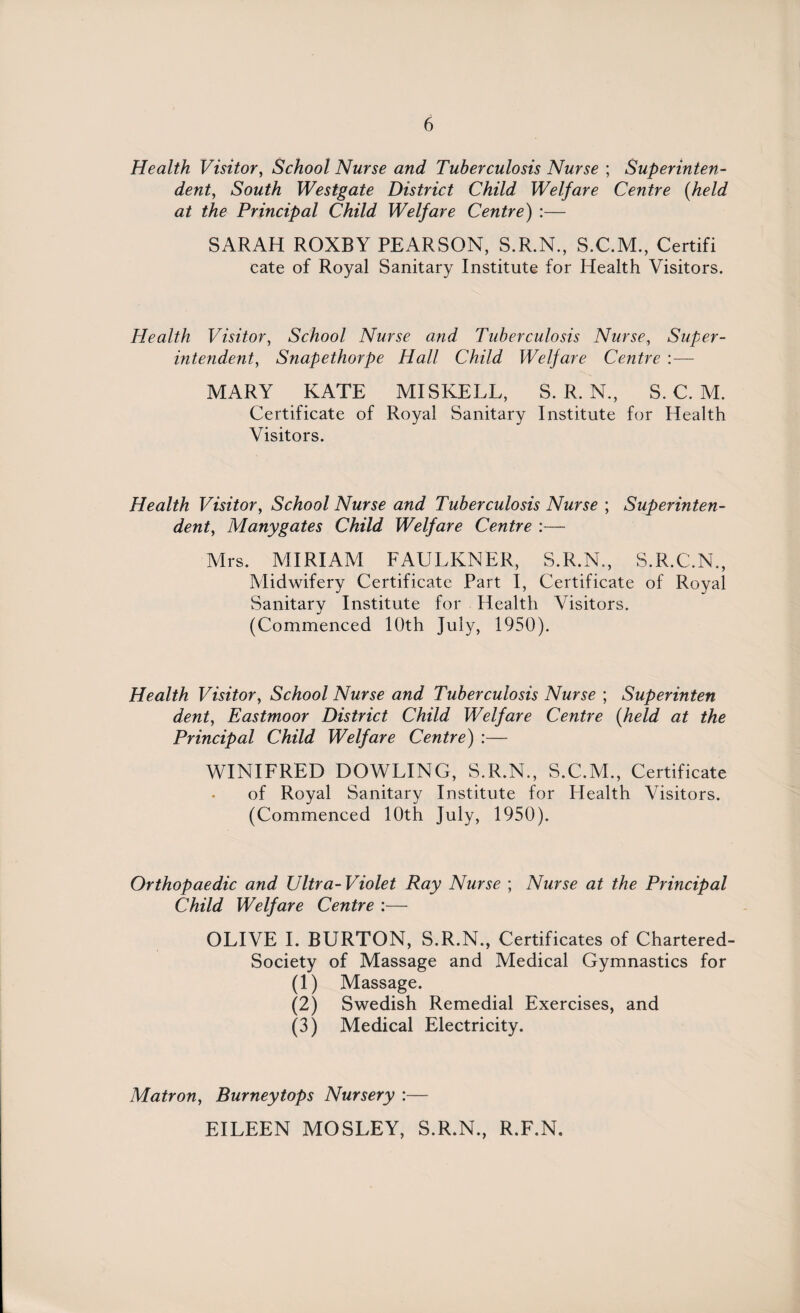 6
Health Visitor, School Nurse and Tuberculosis Nurse ; Superinten-
dent, South Westgate District Child Welfare Centre (held
at the Principal Child Welfare Centre) :—
SARAH ROXBY PEARSON, S.R.N., S.C.M., Certifi
cate of Royal Sanitary Institute for Health Visitors.
Health Visitor, School Nurse and Tuberculosis Nurse, Super-
intendent, Snapethorpe Hall Child Welfare Centre :—
MARY KATE MISKELL, S. R. N., S. C. M.
Certificate of Royal Sanitary Institute for Health
Visitors.
Health Visitor, School Nurse and Tuberculosis Nurse ; Superinten-
dent, Manygates Child Welfare Centre :—
Mrs. MIRIAM FAULKNER, S.R.N., S.R.C.N.,
Midwifery Certificate Part I, Certificate of Royal
Sanitary Institute for Health Visitors.
(Commenced 10th July, 1950).
Health Visitor, School Nurse and Tuberculosis Nurse ; Superinten
dent, Eastmoor District Child Welfare Centre (held at the
Principal Child Welfare Centre) :—
WINIFRED DOWLING, S.R.N., S.C.M., Certificate
of Royal Sanitary Institute for Health Visitors.
(Commenced 10th July, 1950).
Orthopaedic and Ultra-Violet Ray Nurse ; Nurse at the Principal
Child Welfare Centre :—
OLIVE I. BURTON, S.R.N., Certificates of Chartered-
Society of Massage and Medical Gymnastics for
(1) Massage.
(2) Swedish Remedial Exercises, and
(3) Medical Electricity.
Matron, Burneytops Nursery :—
EILEEN MOSLEY, S.R.N., R.F.N.